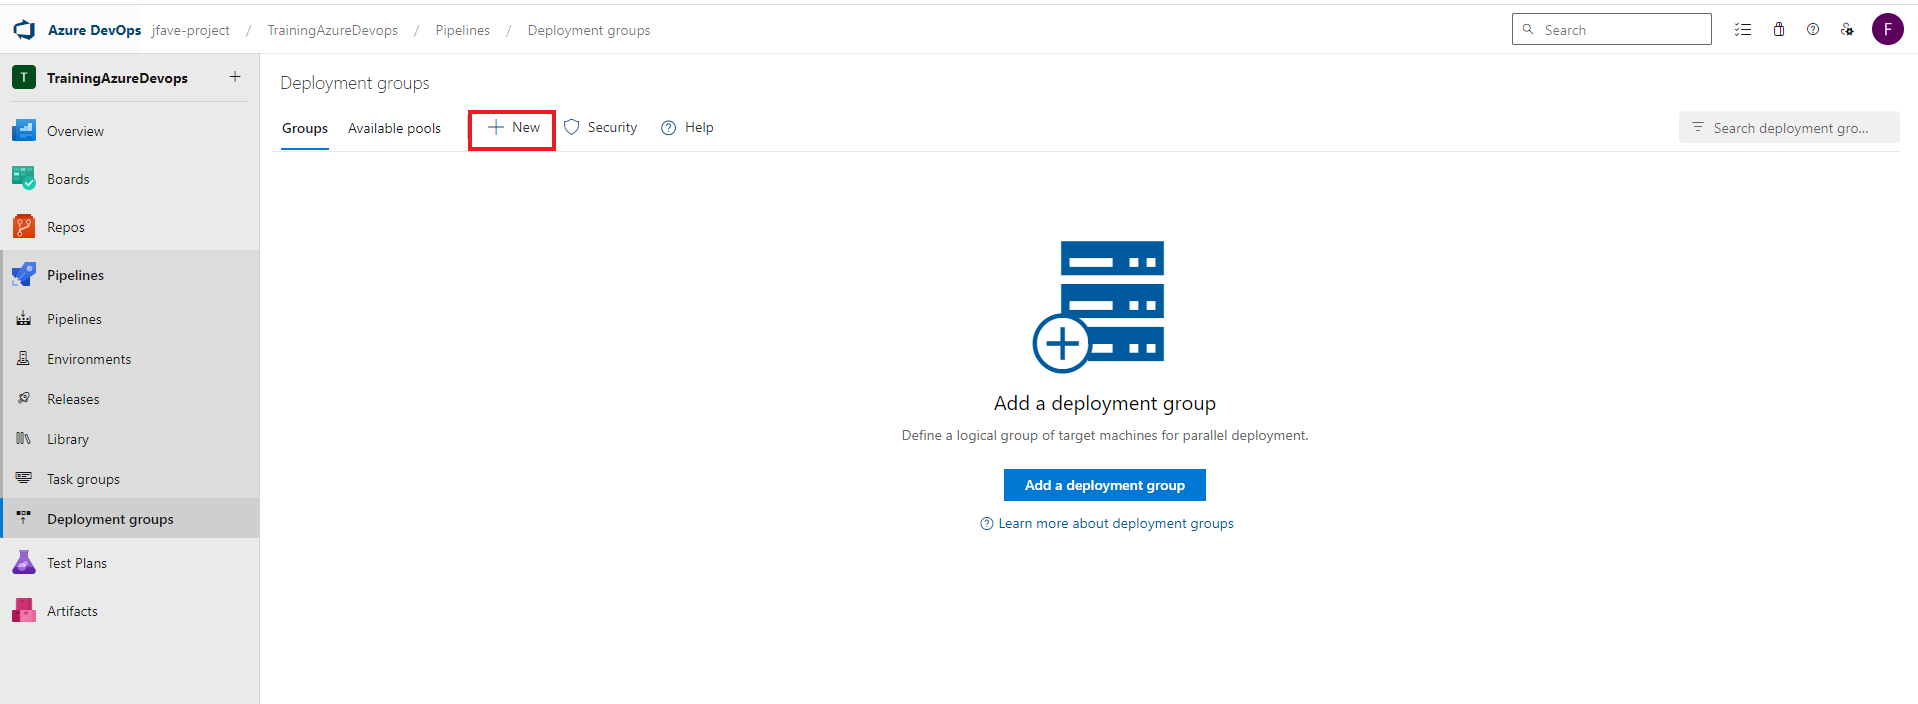 Azure DevOps jfave-project / TrainingAzureDevops / Pipelines / Deployment groups
Search
F
T TrainingAzureDevops +
Overview
Boards
Repos
Pipelines
Pipelines
Environments
Releases
Library
Task groups
Deployment groups
Test Plans
Artifacts
Deployment groups
Groups Available pools + New Security Help
Search deployment gro...
Add a deployment group
Define a logical group of target machines for parallel deployment.
Add a deployment group
Learn more about deployment groups